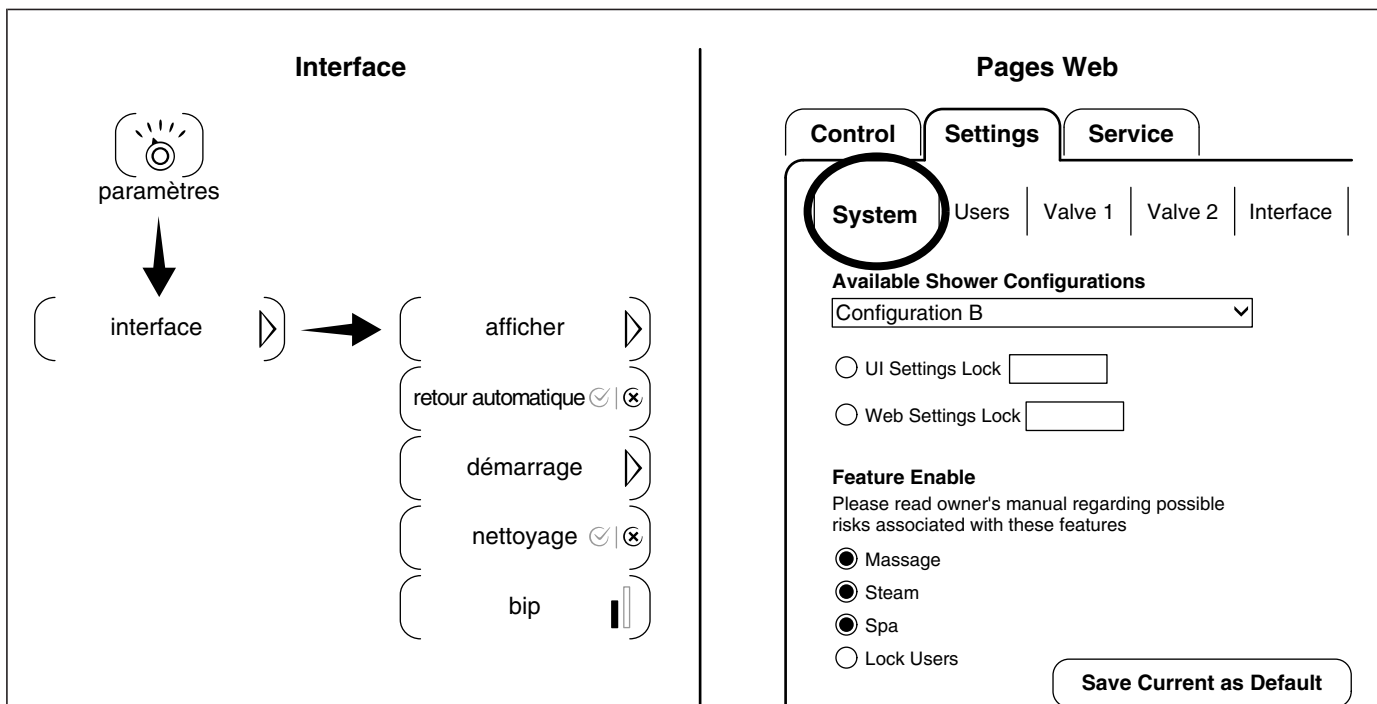 Interface
paramètres
interface
afficher
retour automatique
démarrage
nettoyage
bip
Pages Web
Control Settings Service
System Users Valve 1 Valve 2 Interface
Available Shower Configurations
Configuration B
UI Settings Lock
Web Settings Lock
Feature Enable
Please read owner's manual regarding possible
risks associated with these features
Massage
Steam
Spa
Lock Users
Save Current as Default